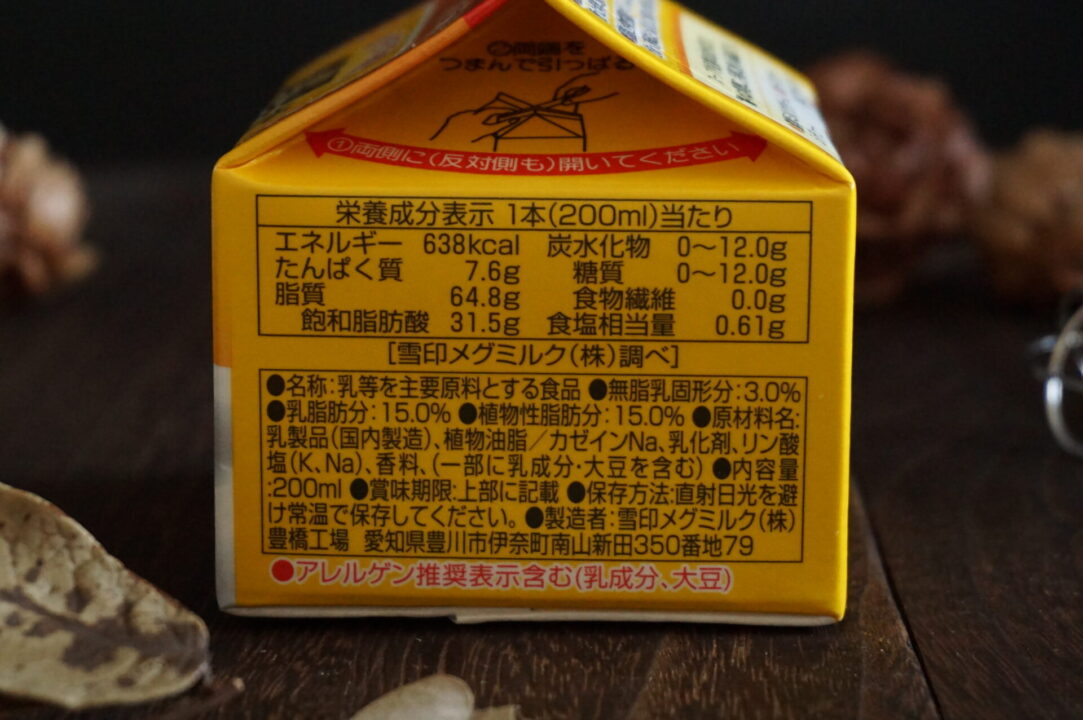 ②両端を
つまんで引っぱる
①両側に(反対側も)開いてください
栄養成分表示 1本(200ml)当たり
エネルギー 638kcal 炭水化物 0〜12.0g
たんぱく質 7.6g 糖質 0〜12.0g
脂質 64.8g 食物繊維 0.0g
飽和脂肪酸 31.5g 食塩相当量 0.61g
[雪印メグミルク(株)調べ]
●名称:乳等を主要原料とする食品 ●無脂乳固形分:3.0%
●乳脂肪分:15.0% ●植物性脂肪分:15.0% ●原材料名:
乳製品(国内製造)、植物油脂/カゼインNa、乳化剤、リン酸
塩(K、Na)、香料、(一部に乳成分・大豆を含む) ●内容量
:200ml ●賞味期限:上部に記載 ●保存方法:直射日光を避
け常温で保存してください。●製造者:雪印メグミルク(株)
豊橋工場 愛知県豊川市伊奈町南山新田350番地79
●アレルゲン推奨表示含む(乳成分、大豆)